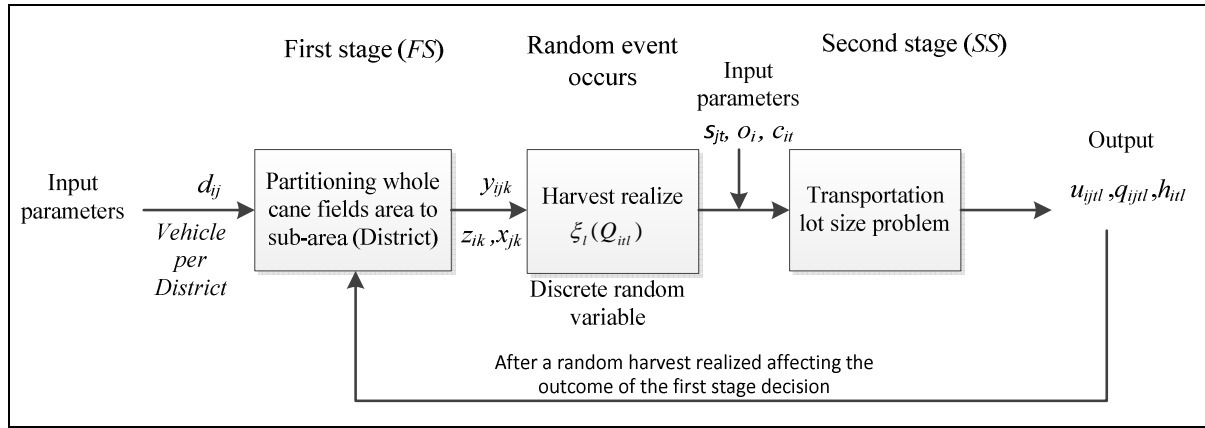 First stage (FS)
Random event
occurs
Second stage (SS)
Input
parameters
s_jt, o_i, c_it
Output
u_ijtl ,q_ijtl,h_itl
Input
parameters
d_ij
Vehicle
per
District
Partitioning whole
cane fields area to
sub-area (District)
y_ijk
z_ik ,x_jk
Harvest realize
ξ_l(Q_itl)
Discrete random
variable
Transportation
lot size problem
After a random harvest realized affecting the
outcome of the first stage decision